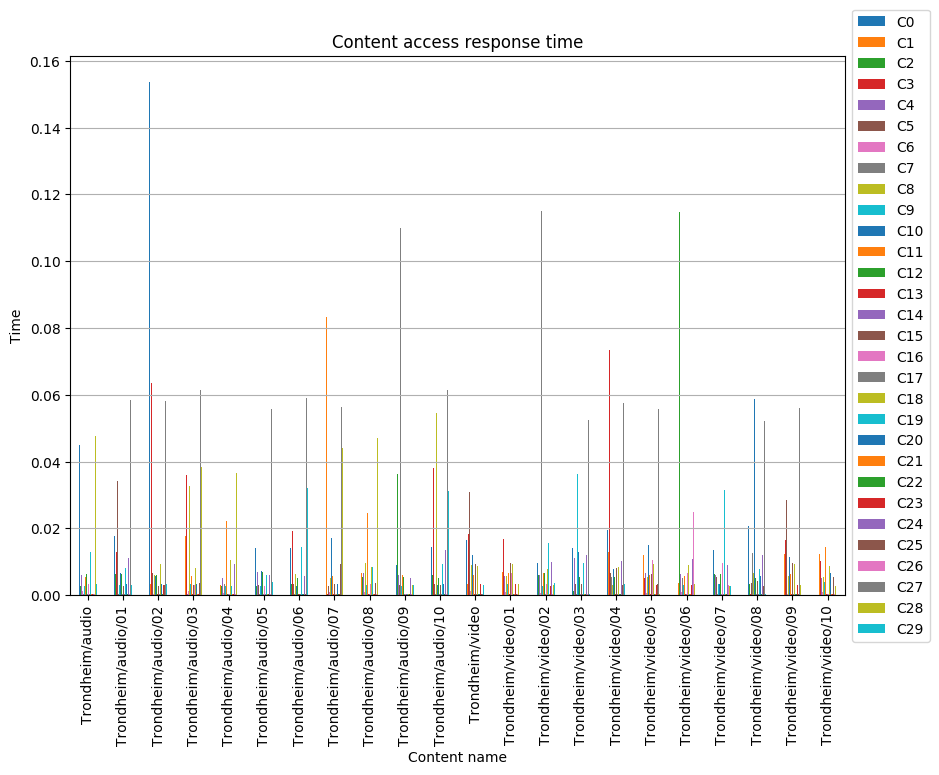 Content access response time
Time
0.16
0.14
0.12
0.10
0.08
0.06
0.04
0.02
0.00
Trondheim/audio
Trondheim/audio/01
Trondheim/audio/02
Trondheim/audio/03
Trondheim/audio/04
Trondheim/audio/05
Trondheim/audio/06
Trondheim/audio/07
Trondheim/audio/08
Trondheim/audio/09
Trondheim/audio/10
Trondheim/video
Trondheim/video/01
Trondheim/video/02
Trondheim/video/03
Trondheim/video/04
Trondheim/video/05
Trondheim/video/06
Trondheim/video/07
Trondheim/video/08
Trondheim/video/09
Trondheim/video/10
Content name
C0
C1
C2
C3
C4
C5
C6
C7
C8
C9
C10
C11
C12
C13
C14
C15
C16
C17
C18
C19
C20
C21
C22
C23
C24
C25
C26
C27
C28
C29